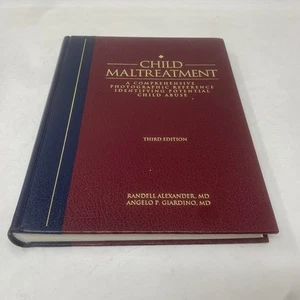 CHILD
MALTREATMENT
A COMPREHENSIVE
PHOTOGRAPHIC REFERENCE
IDENTIFYING POTENTIAL
CHILD ABUSE
THIRD EDITION
RANDELL ALEXANDER, MD
ANGELO P. GIARDINO, MD